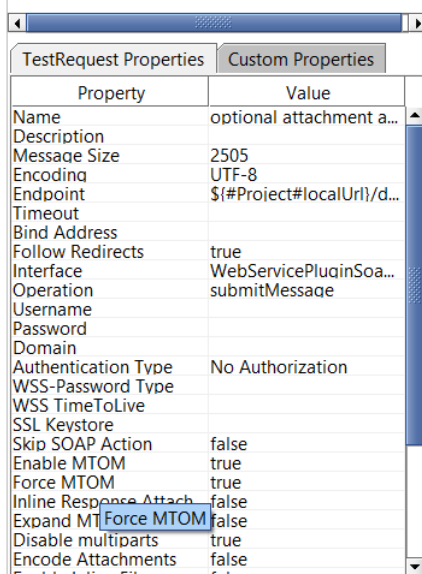 TestRequest Properties Custom Properties
Property Value
Name optional attachment a...
Description
Message Size 2505
Encoding UTF-8
Endpoint ${#Project#localUrl}/d...
Timeout
Bind Address
Follow Redirects true
Interface WebServicePluginSoa...
Operation submitMessage
Username
Password
Domain
Authentication Type No Authorization
WSS-Password Type
WSS TimeToLive
SSL Keystore
Skip SOAP Action false
Enable MTOM true
Force MTOM true
Inline Response Attach false
Expand MT Force MTOM false
Disable multiparts true
Encode Attachments false